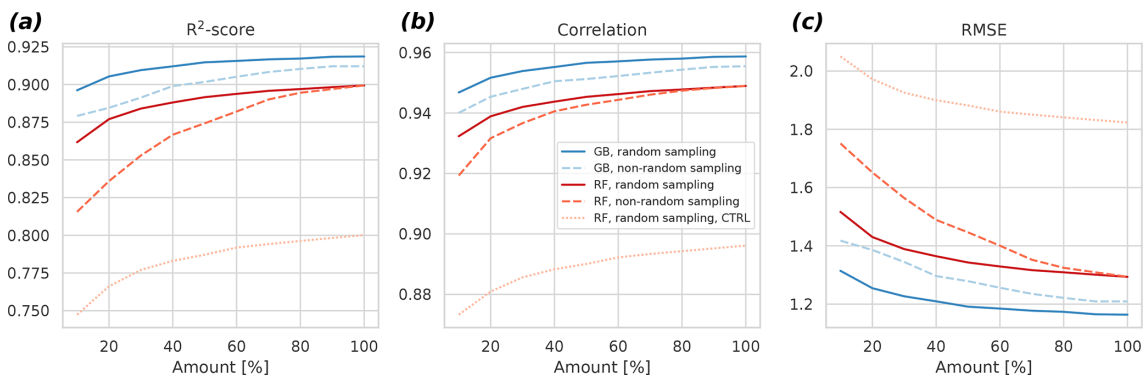 (a)
R²-score
0.925
0.900
0.875
0.850
0.825
0.800
0.775
0.750
20 40 60 80 100
Amount [%]
(b)
Correlation
0.96
0.94
0.92
0.90
0.88
GB, random sampling
GB, non-random sampling
RF, random sampling
RF, non-random sampling
RF, random sampling, CTRL
20 40 60 80 100
Amount [%]
(c)
RMSE
2.0
1.8
1.6
1.4
1.2
20 40 60 80 100
Amount [%]